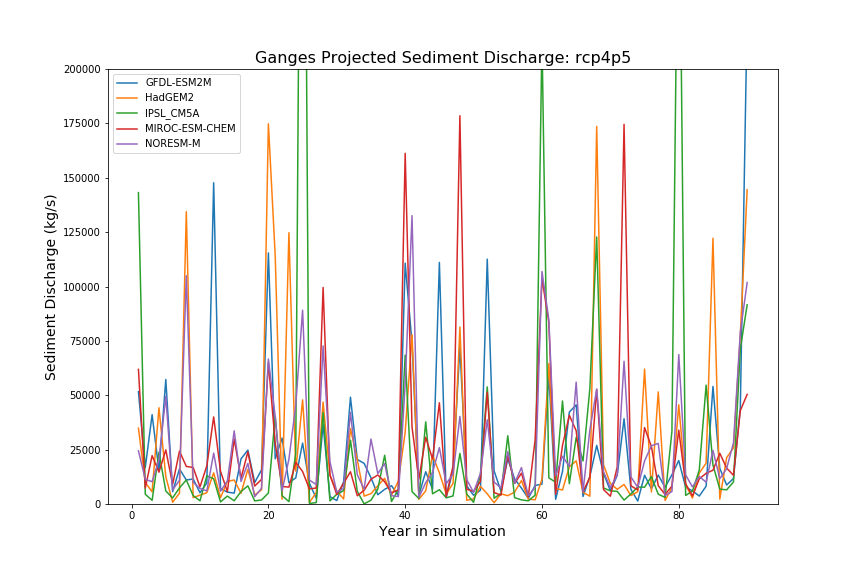 Ganges Projected Sediment Discharge: rcp4p5
200000
175000
150000
125000
100000
75000
50000
25000
0
Sediment Discharge (kg/s)
GFDL-ESM2M
HadGEM2
IPSL_CM5A
MIROC-ESM-CHEM
NORESM-M
0 20 40 60 80
Year in simulation